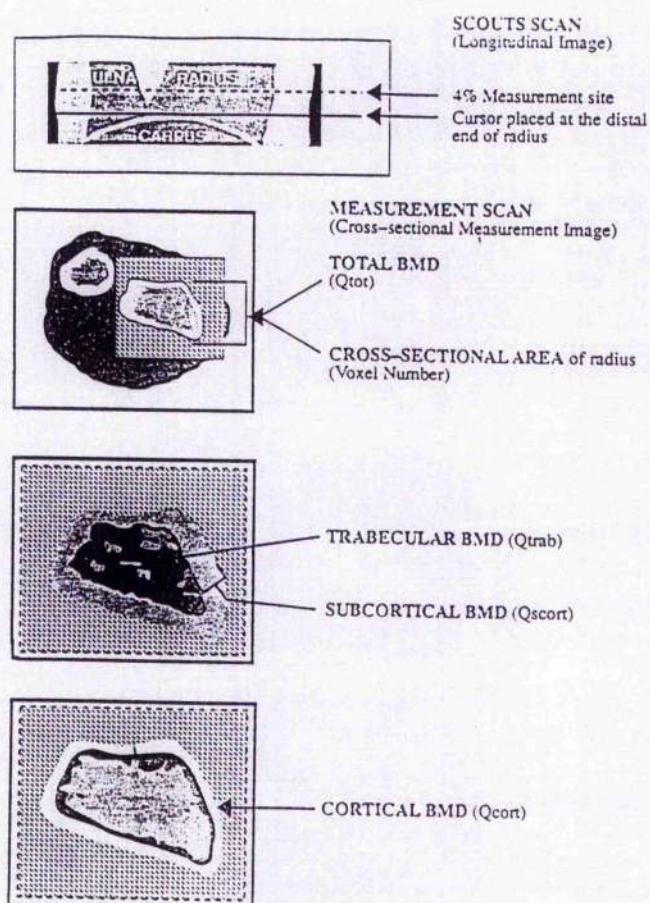 SCOUTS SCAN
(Longitudinal Image)
ULNA
RADIUS
4% Measurement site
Cursor placed at the distal
end of radius
CARPUS
MEASUREMENT SCAN
(Cross-sectional Measurement Image)
TOTAL BMD
(Qtot)
CROSS-SECTIONAL AREA of radius
(Voxel Number)
TRABECULAR BMD (Qtrab)
SUBCORTICAL BMD (Qscort)
CORTICAL BMD (Qcort)